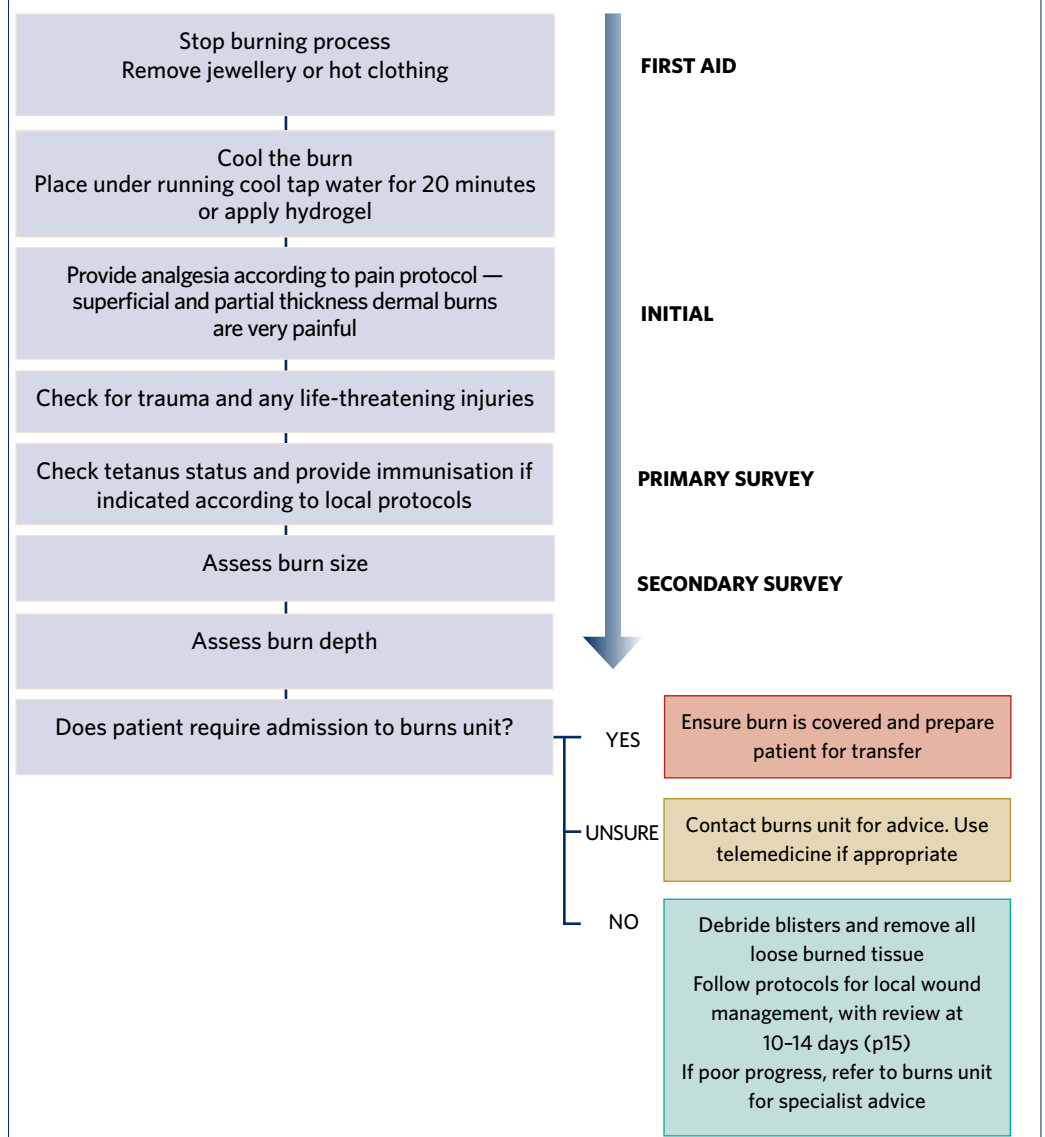 Stop burning process
Remove jewellery or hot clothing
FIRST AID
Cool the burn
Place under running cool tap water for 20 minutes
or apply hydrogel
Provide analgesia according to pain protocol —
superficial and partial thickness dermal burns
are very painful
INITIAL
Check for trauma and any life-threatening injuries
Check tetanus status and provide immunisation if
indicated according to local protocols
PRIMARY SURVEY
Assess burn size
SECONDARY SURVEY
Assess burn depth
Does patient require admission to burns unit?
YES
Ensure burn is covered and prepare
patient for transfer
UNSURE
Contact burns unit for advice. Use
telemedicine if appropriate
NO
Debride blisters and remove all
loose burned tissue
Follow protocols for local wound
management, with review at
10–14 days (p15)
If poor progress, refer to burns unit
for specialist advice